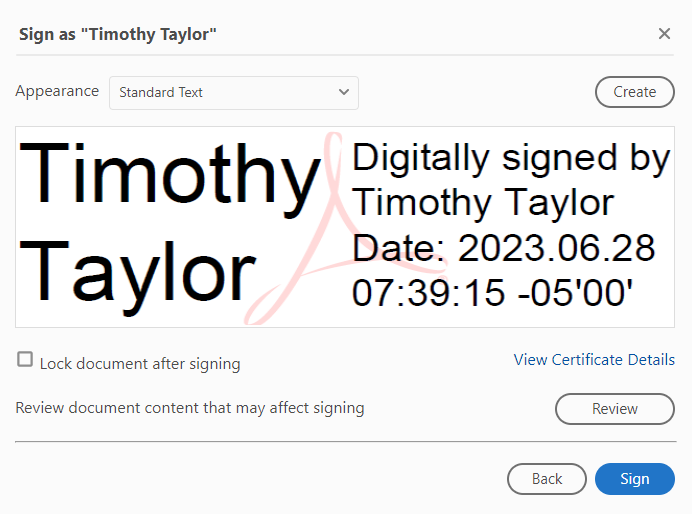 Sign as "Timothy Taylor"
Appearance Standard Text Create
Timothy
Taylor
Digitally signed by
Timothy Taylor
Date: 2023.06.28
07:39:15 -05'00'
Lock document after signing View Certificate Details
Review document content that may affect signing Review
Back Sign